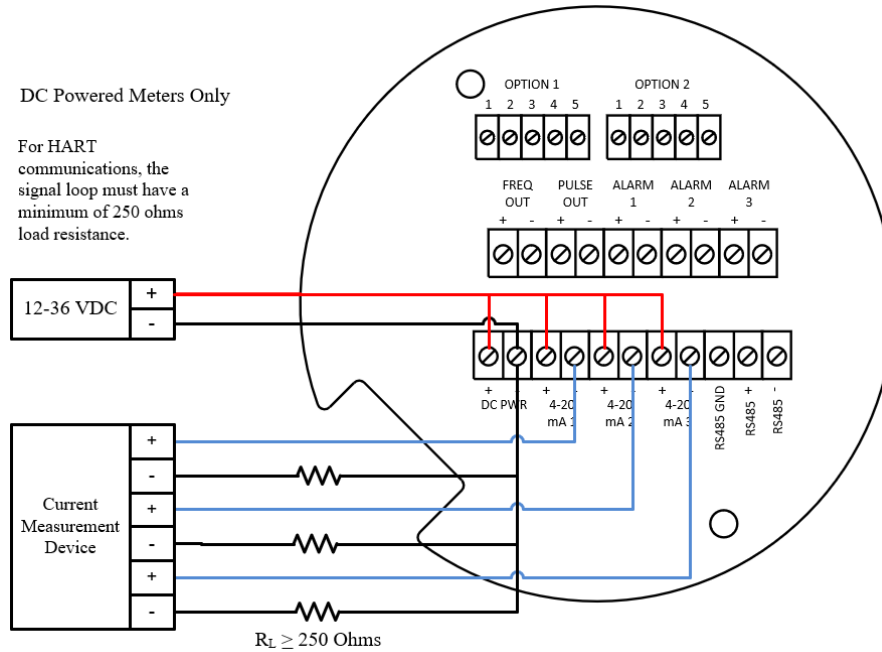 DC Powered Meters Only
For HART
communications, the
signal loop must have a
minimum of 250 ohms
load resistance.
OPTION 1
OPTION 2
1 2 3 4 5
1 2 3 4 5
FREQ OUT
PULSE OUT
ALARM 1
ALARM 2
ALARM 3
+ - + - + - + - + -
12-36 VDC
+
-
+ - + - + - + -
DC PWR
4-20 mA 1
4-20 mA 2
4-20 mA 3
RS485 GND
RS485 +
RS485 -
Current
Measurement
Device
+
-
+
-
+
-
RL ≥ 250 Ohms